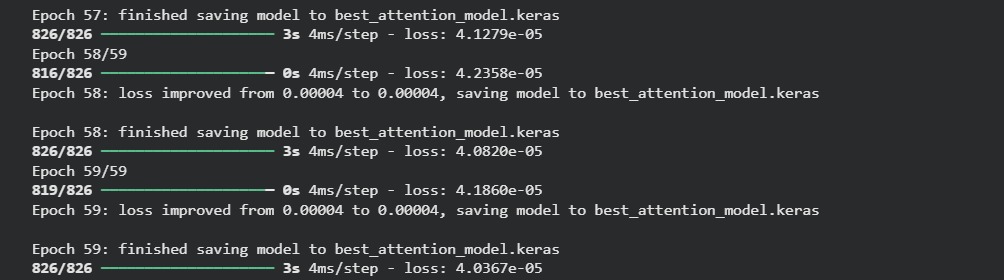 Epoch 57: finished saving model to best_attention_model.keras
826/826 ━━━━━━━━━━━━━━━━━━━━ 3s 4ms/step - loss: 4.1279e-05
Epoch 58/59
816/826 ━━━━━━━━━━━━━━━━━━━━ 0s 4ms/step - loss: 4.2358e-05
Epoch 58: loss improved from 0.00004 to 0.00004, saving model to best_attention_model.keras
Epoch 58: finished saving model to best_attention_model.keras
826/826 ━━━━━━━━━━━━━━━━━━━━ 3s 4ms/step - loss: 4.0820e-05
Epoch 59/59
819/826 ━━━━━━━━━━━━━━━━━━━━ 0s 4ms/step - loss: 4.1860e-05
Epoch 59: loss improved from 0.00004 to 0.00004, saving model to best_attention_model.keras
Epoch 59: finished saving model to best_attention_model.keras
826/826 ━━━━━━━━━━━━━━━━━━━━ 3s 4ms/step - loss: 4.0367e-05